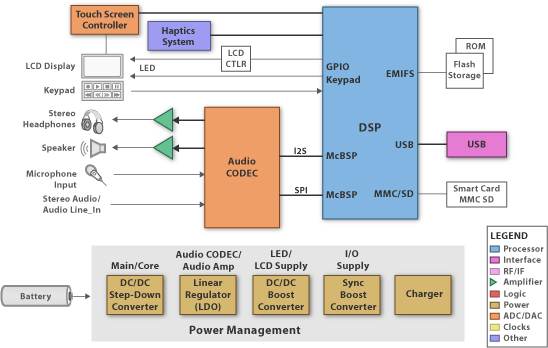 Touch Screen
Controller
Haptics
System
LCD
CTLR
LCD Display
LED
Keypad
GPIO
Keypad
EMIFS
ROM
Flash
Storage
Stereo
Headphones
Speaker
Audio
CODEC
I2S
McBSP
DSP
USB
USB
Microphone
Input
SPI
McBSP
MMC/SD
Smart Card
MMC SD
Stereo Audio/
Audio Line_In
LEGEND
Processor
Interface
RF/IF
Amplifier
Logic
Power
ADC/DAC
Clocks
Other
Battery
Main/Core
DC/DC
Step-Down
Converter
Audio CODEC/
Audio Amp
Linear
Regulator
(LDO)
LED/
LCD Supply
DC/DC
Boost
Converter
I/O
Supply
Sync
Boost
Converter
Charger
Power Management